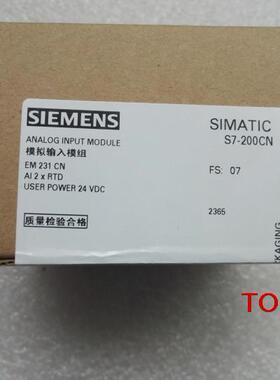 SIEMENS
SIMATIC
S7-200CN
ANALOG INPUT MODULE
模拟输入模组
EM 231 CN
AI 2 x RTD
USER POWER 24 VDC
FS: 07
质量检验合格
2365
TO